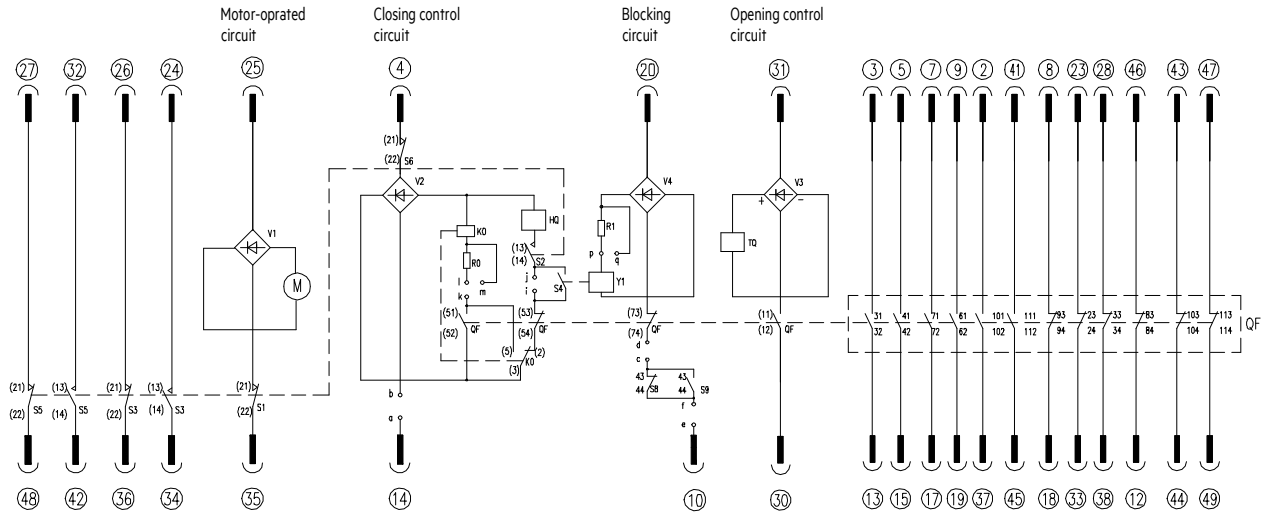 Motor-oprated
circuit
Closing control
circuit
Blocking
circuit
Opening control
circuit
27 32 26 24 25 4 20 31 3 5 7 9 2 41 8 23 28 46 43 47
(21)
(22) S6
V2 V4 V3
+ -
HQ
K0
R1
TQ
V1
(13)
(14) S2
R0
p q
M
l m
j
i
S4
Y1
k
(51) (53) (73) (11) 31 41 71 61 101 111 93 23 33 83 103 113
QF
(52) (54) QF (74) QF (12) QF 32 42 72 62 102 112 94 24 34 84 104 114
d
(5) (2)
K0
(3)
c
43 43
44 S8 44 S9
(21) (13) (21) (13) (21)
b
f
(22) S5 (14) S5 (22) S3 (14) S3 (22) S1
a
e
48 42 36 34 35 14 10 30 13 15 17 19 37 45 18 33 38 12 44 49